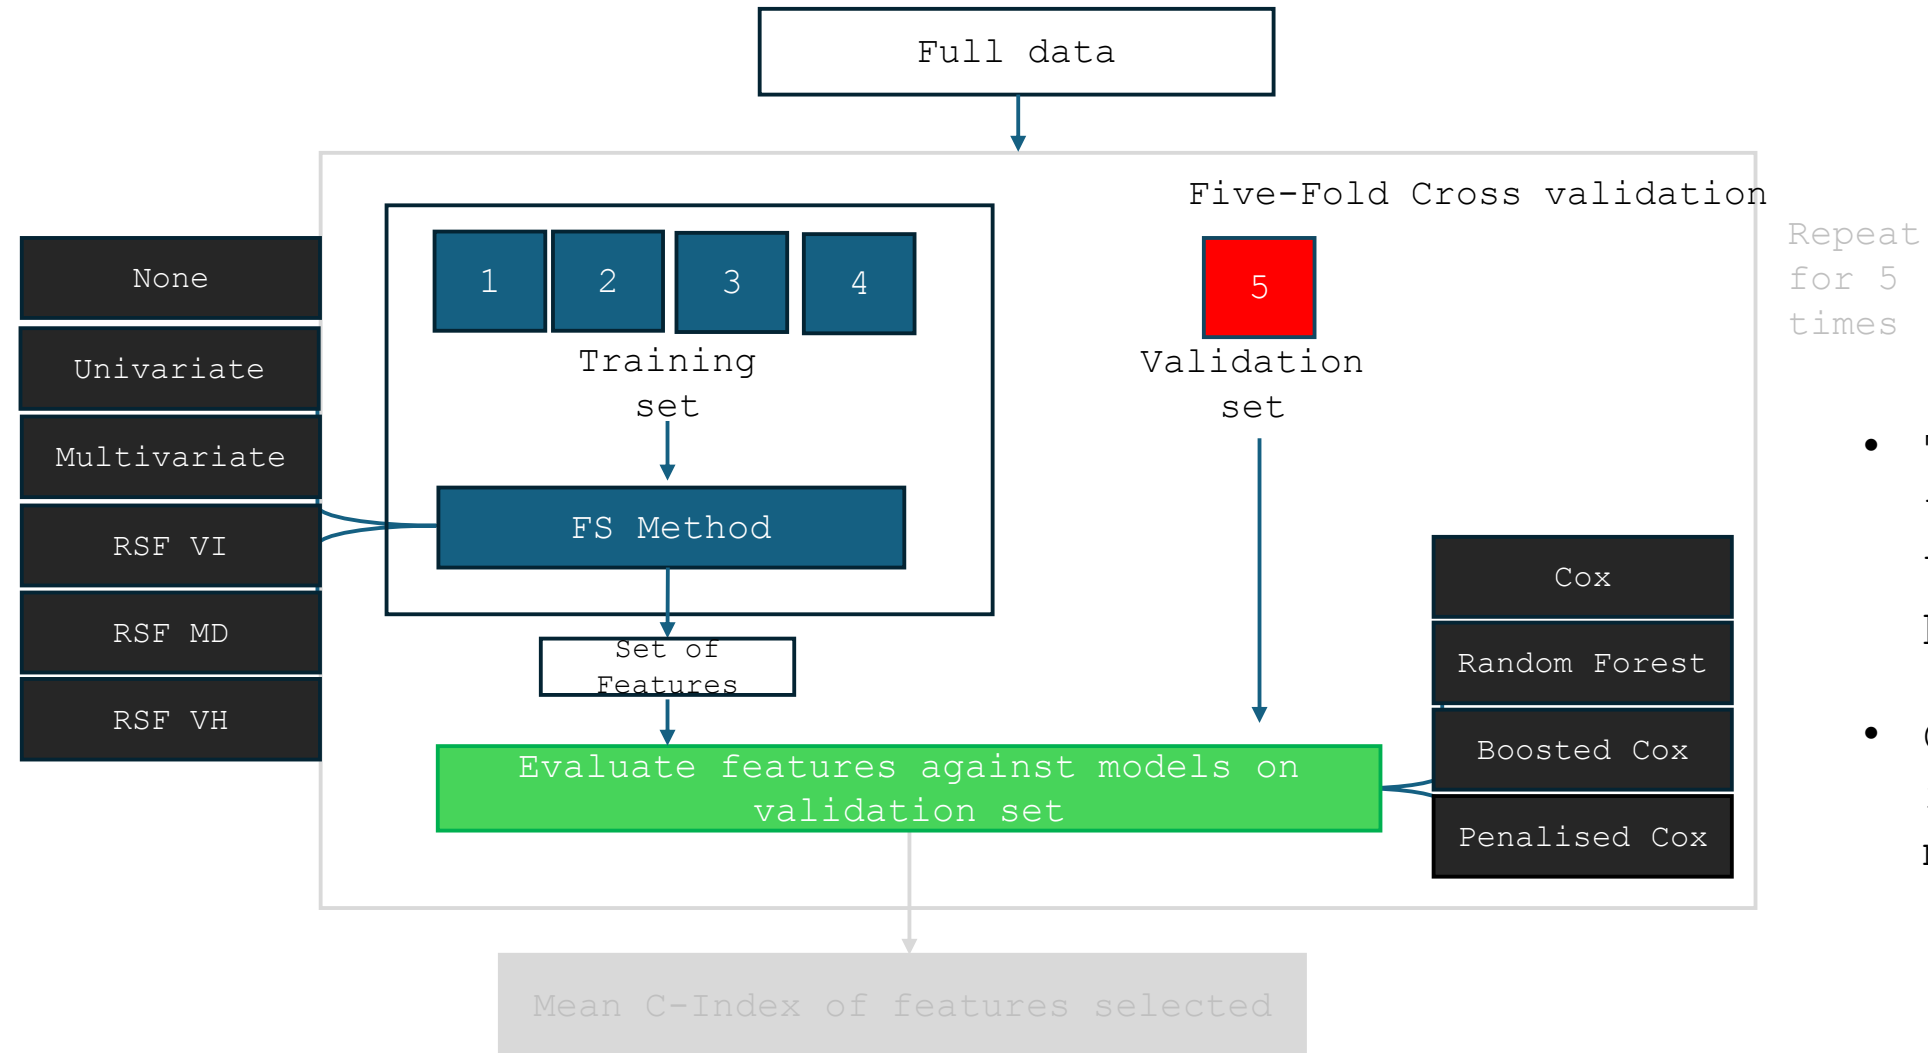 Full data
Five-Fold Cross validation
Repeat
for 5
times
None
Univariate
Multivariate
RSF VI
RSF MD
RSF VH
1
2
3
4
Training
set
5
Validation
set
FS Method
Set of
Features
Cox
Random Forest
Boosted Cox
Penalised Cox
Evaluate features against models on
validation set
Mean C-Index of features selected